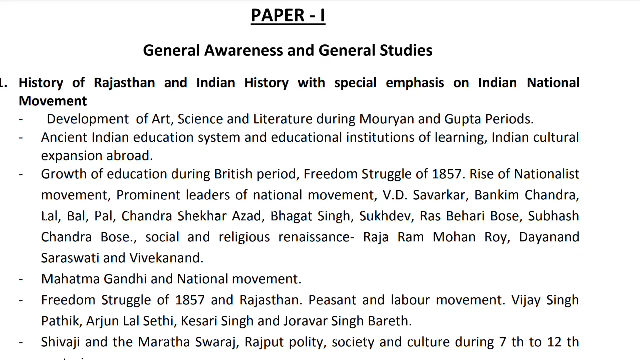 PAPER - I
General Awareness and General Studies
1. History of Rajasthan and Indian History with special emphasis on Indian National
Movement
- Development of Art, Science and Literature during Mouryan and Gupta Periods.
- Ancient Indian education system and educational institutions of learning, Indian cultural
expansion abroad.
- Growth of education during British period, Freedom Struggle of 1857. Rise of Nationalist
movement, Prominent leaders of national movement, V.D. Savarkar, Bankim Chandra,
Lal, Bal, Pal, Chandra Shekhar Azad, Bhagat Singh, Sukhdev, Ras Behari Bose, Subhash
Chandra Bose., social and religious renaissance- Raja Ram Mohan Roy, Dayanand
Saraswati and Vivekanand.
- Mahatma Gandhi and National movement.
- Freedom Struggle of 1857 and Rajasthan. Peasant and labour movement. Vijay Singh
Pathik, Arjun Lal Sethi, Kesari Singh and Joravar Singh Bareth.
- Shivaji and the Maratha Swaraj, Rajput polity, society and culture during 7 th to 12 th